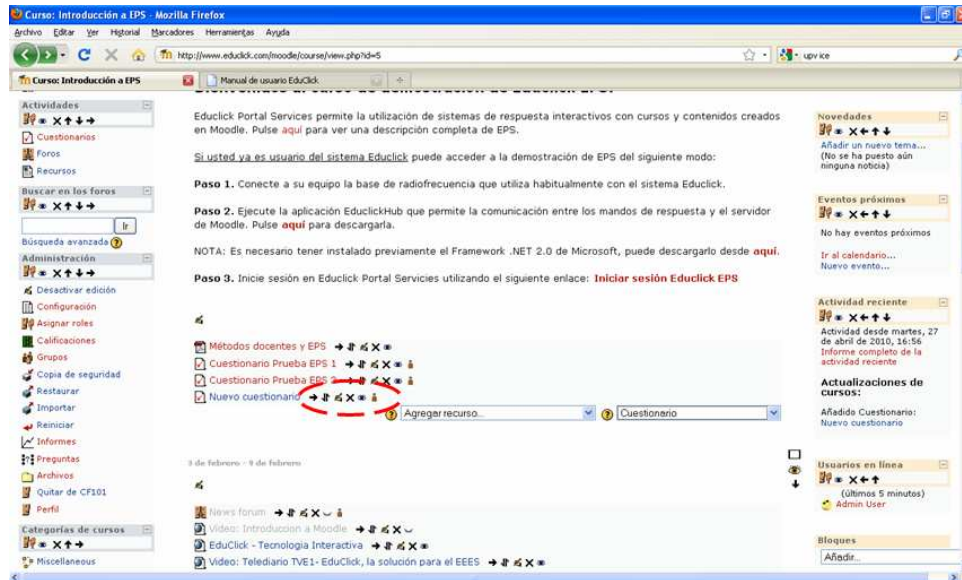 Curso: Introducción a EPS - Mozilla Firefox
Archivo Editar Ver Historial Marcadores Herramientas Ayuda
http://www.educlick.com/moodle/course/view.php?id=5
upv ice
Curso: Introducción a EPS
Manual de usuario EduClick
Actividades
Cuestionarios
Foros
Recursos
Buscar en los foros
Ir
Búsqueda avanzada
Administración
Desactivar edición
Configuración
Asignar roles
Calificaciones
Grupos
Copia de seguridad
Restaurar
Importar
Reiniciar
Informes
Preguntas
Archivos
Quitar de CF101
Perfil
Categorías de cursos
Miscellaneous
Educlick Portal Services permite la utilización de sistemas de respuesta interactivos con cursos y contenidos creados
en Moodle. Pulse aquí para ver una descripción completa de EPS.
Si usted ya es usuario del sistema Educlick puede acceder a la demostración de EPS del siguiente modo:
Paso 1. Conecte a su equipo la base de radiofrecuencia que utiliza habitualmente con el sistema Educlick.
Paso 2. Ejecute la aplicación EduclickHub que permite la comunicación entre los mandos de respuesta y el servidor
de Moodle. Pulse aquí para descargarla.
NOTA: Es necesario tener instalado previamente el Framework .NET 2.0 de Microsoft, puede descargarlo desde aquí.
Paso 3. Inicie sesión en Educlick Portal Servicies utilizando el siguiente enlace: Iniciar sesión Educlick EPS
Métodos docentes y EPS
Cuestionario Prueba EPS 1
Cuestionario Prueba EPS 2
Nuevo cuestionario
Agregar recurso...
Cuestionario
3 de febrero - 9 de febrero
News forum
Video: Introduccion a Moodle
EduClick - Tecnologia Interactiva
Video: Telediario TVE1- EduClick, la solución para el EEES
Novedades
Añadir un nuevo tema...
(No se ha puesto aún
ninguna noticia)
Eventos próximos
No hay eventos próximos
Ir al calendario...
Nuevo evento...
Actividad reciente
Actividad desde martes, 27
de abril de 2010, 16:56
Informe completo de la
actividad reciente
Actualizaciones de
cursos:
Añadido Cuestionario:
Nuevo cuestionario
Usuarios en línea
(últimos 5 minutos)
Admin User
Bloques
Añadir...